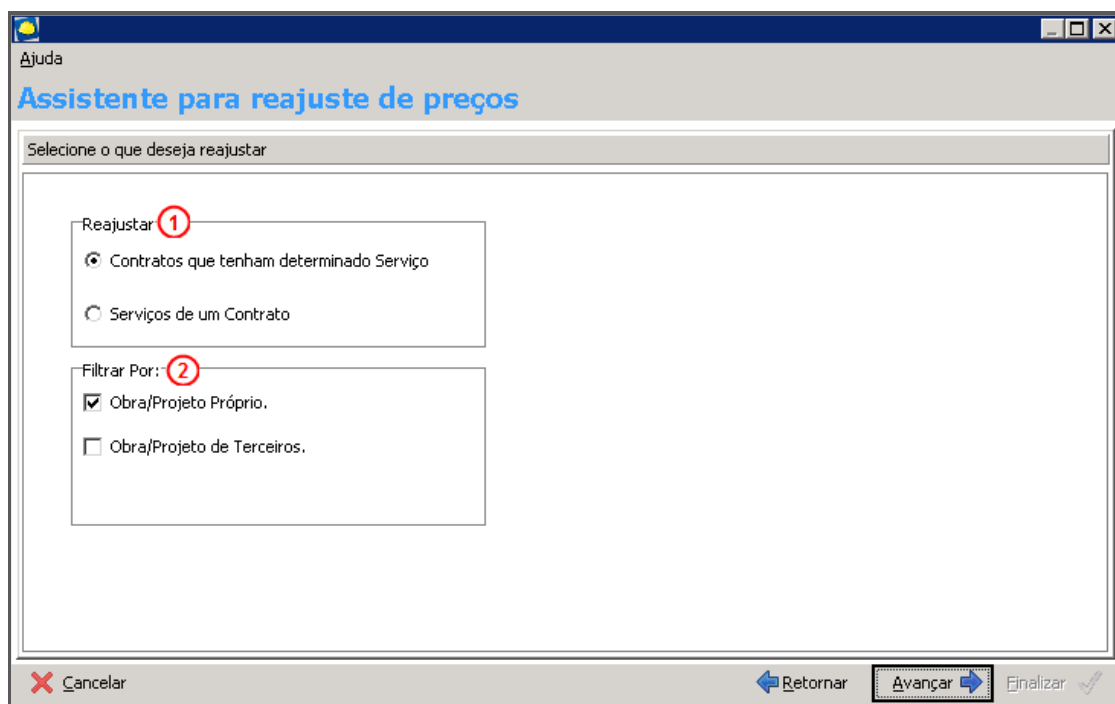 Ajuda
Assistente para reajuste de preços
Selecione o que deseja reajustar
Reajustar 1
Contratos que tenham determinado Serviço
Serviços de um Contrato
Filtrar Por: 2
Obra/Projeto Próprio.
Obra/Projeto de Terceiros.
Cancelar Retornar Avançar Finalizar